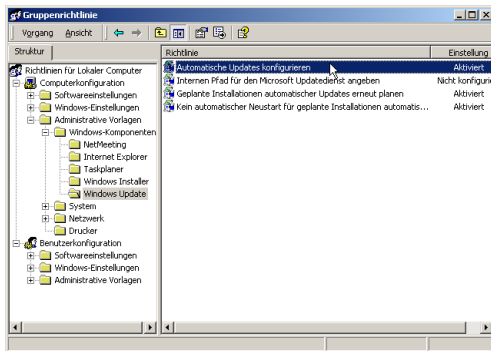 Gruppenrichtlinie
Vorgang Ansicht
Struktur
Richtlinien für Lokaler Computer
Computerkonfiguration
Softwareeinstellungen
Windows-Einstellungen
Administrative Vorlagen
Windows-Komponenten
NetMeeting
Internet Explorer
Taskplaner
Windows Installer
Windows Update
System
Netzwerk
Drucker
Benutzerkonfiguration
Softwareeinstellungen
Windows-Einstellungen
Administrative Vorlagen
Richtlinie Einstellung
Automatische Updates konfigurieren Aktiviert
Internen Pfad für den Microsoft Updatedienst angeben Nicht konfigurie
Geplante Installationen automatischer Updates erneut planen Aktiviert
Kein automatischer Neustart für geplante Installationen automatis... Aktiviert